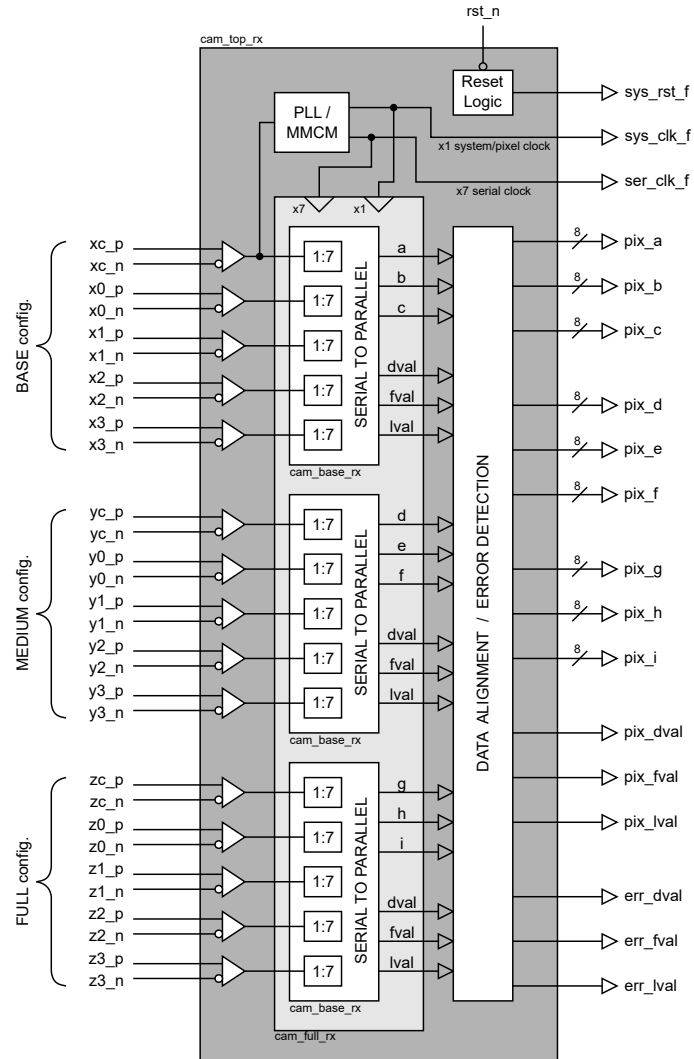 rst_n
cam_top_rx
Reset
Logic
sys_rst_f
PLL /
MMCM
sys_clk_f
x1 system/pixel clock
ser_clk_f
x7 serial clock
x7
x1
BASE config.
xc_p
xc_n
x0_p
x0_n
x1_p
x1_n
x2_p
x2_n
x3_p
x3_n
1:7
1:7
1:7
1:7
1:7
SERIAL TO PARALLEL
a
b
c
dval
fval
lval
cam_base_rx
MEDIUM config.
yc_p
yc_n
y0_p
y0_n
y1_p
y1_n
y2_p
y2_n
y3_p
y3_n
1:7
1:7
1:7
1:7
1:7
SERIAL TO PARALLEL
d
e
f
dval
fval
lval
cam_base_rx
FULL config.
zc_p
zc_n
z0_p
z0_n
z1_p
z1_n
z2_p
z2_n
z3_p
z3_n
1:7
1:7
1:7
1:7
1:7
SERIAL TO PARALLEL
g
h
i
dval
fval
lval
cam_base_rx
cam_full_rx
DATA ALIGNMENT / ERROR DETECTION
8 pix_a
8 pix_b
8 pix_c
8 pix_d
8 pix_e
8 pix_f
8 pix_g
8 pix_h
8 pix_i
pix_dval
pix_fval
pix_lval
err_dval
err_fval
err_lval